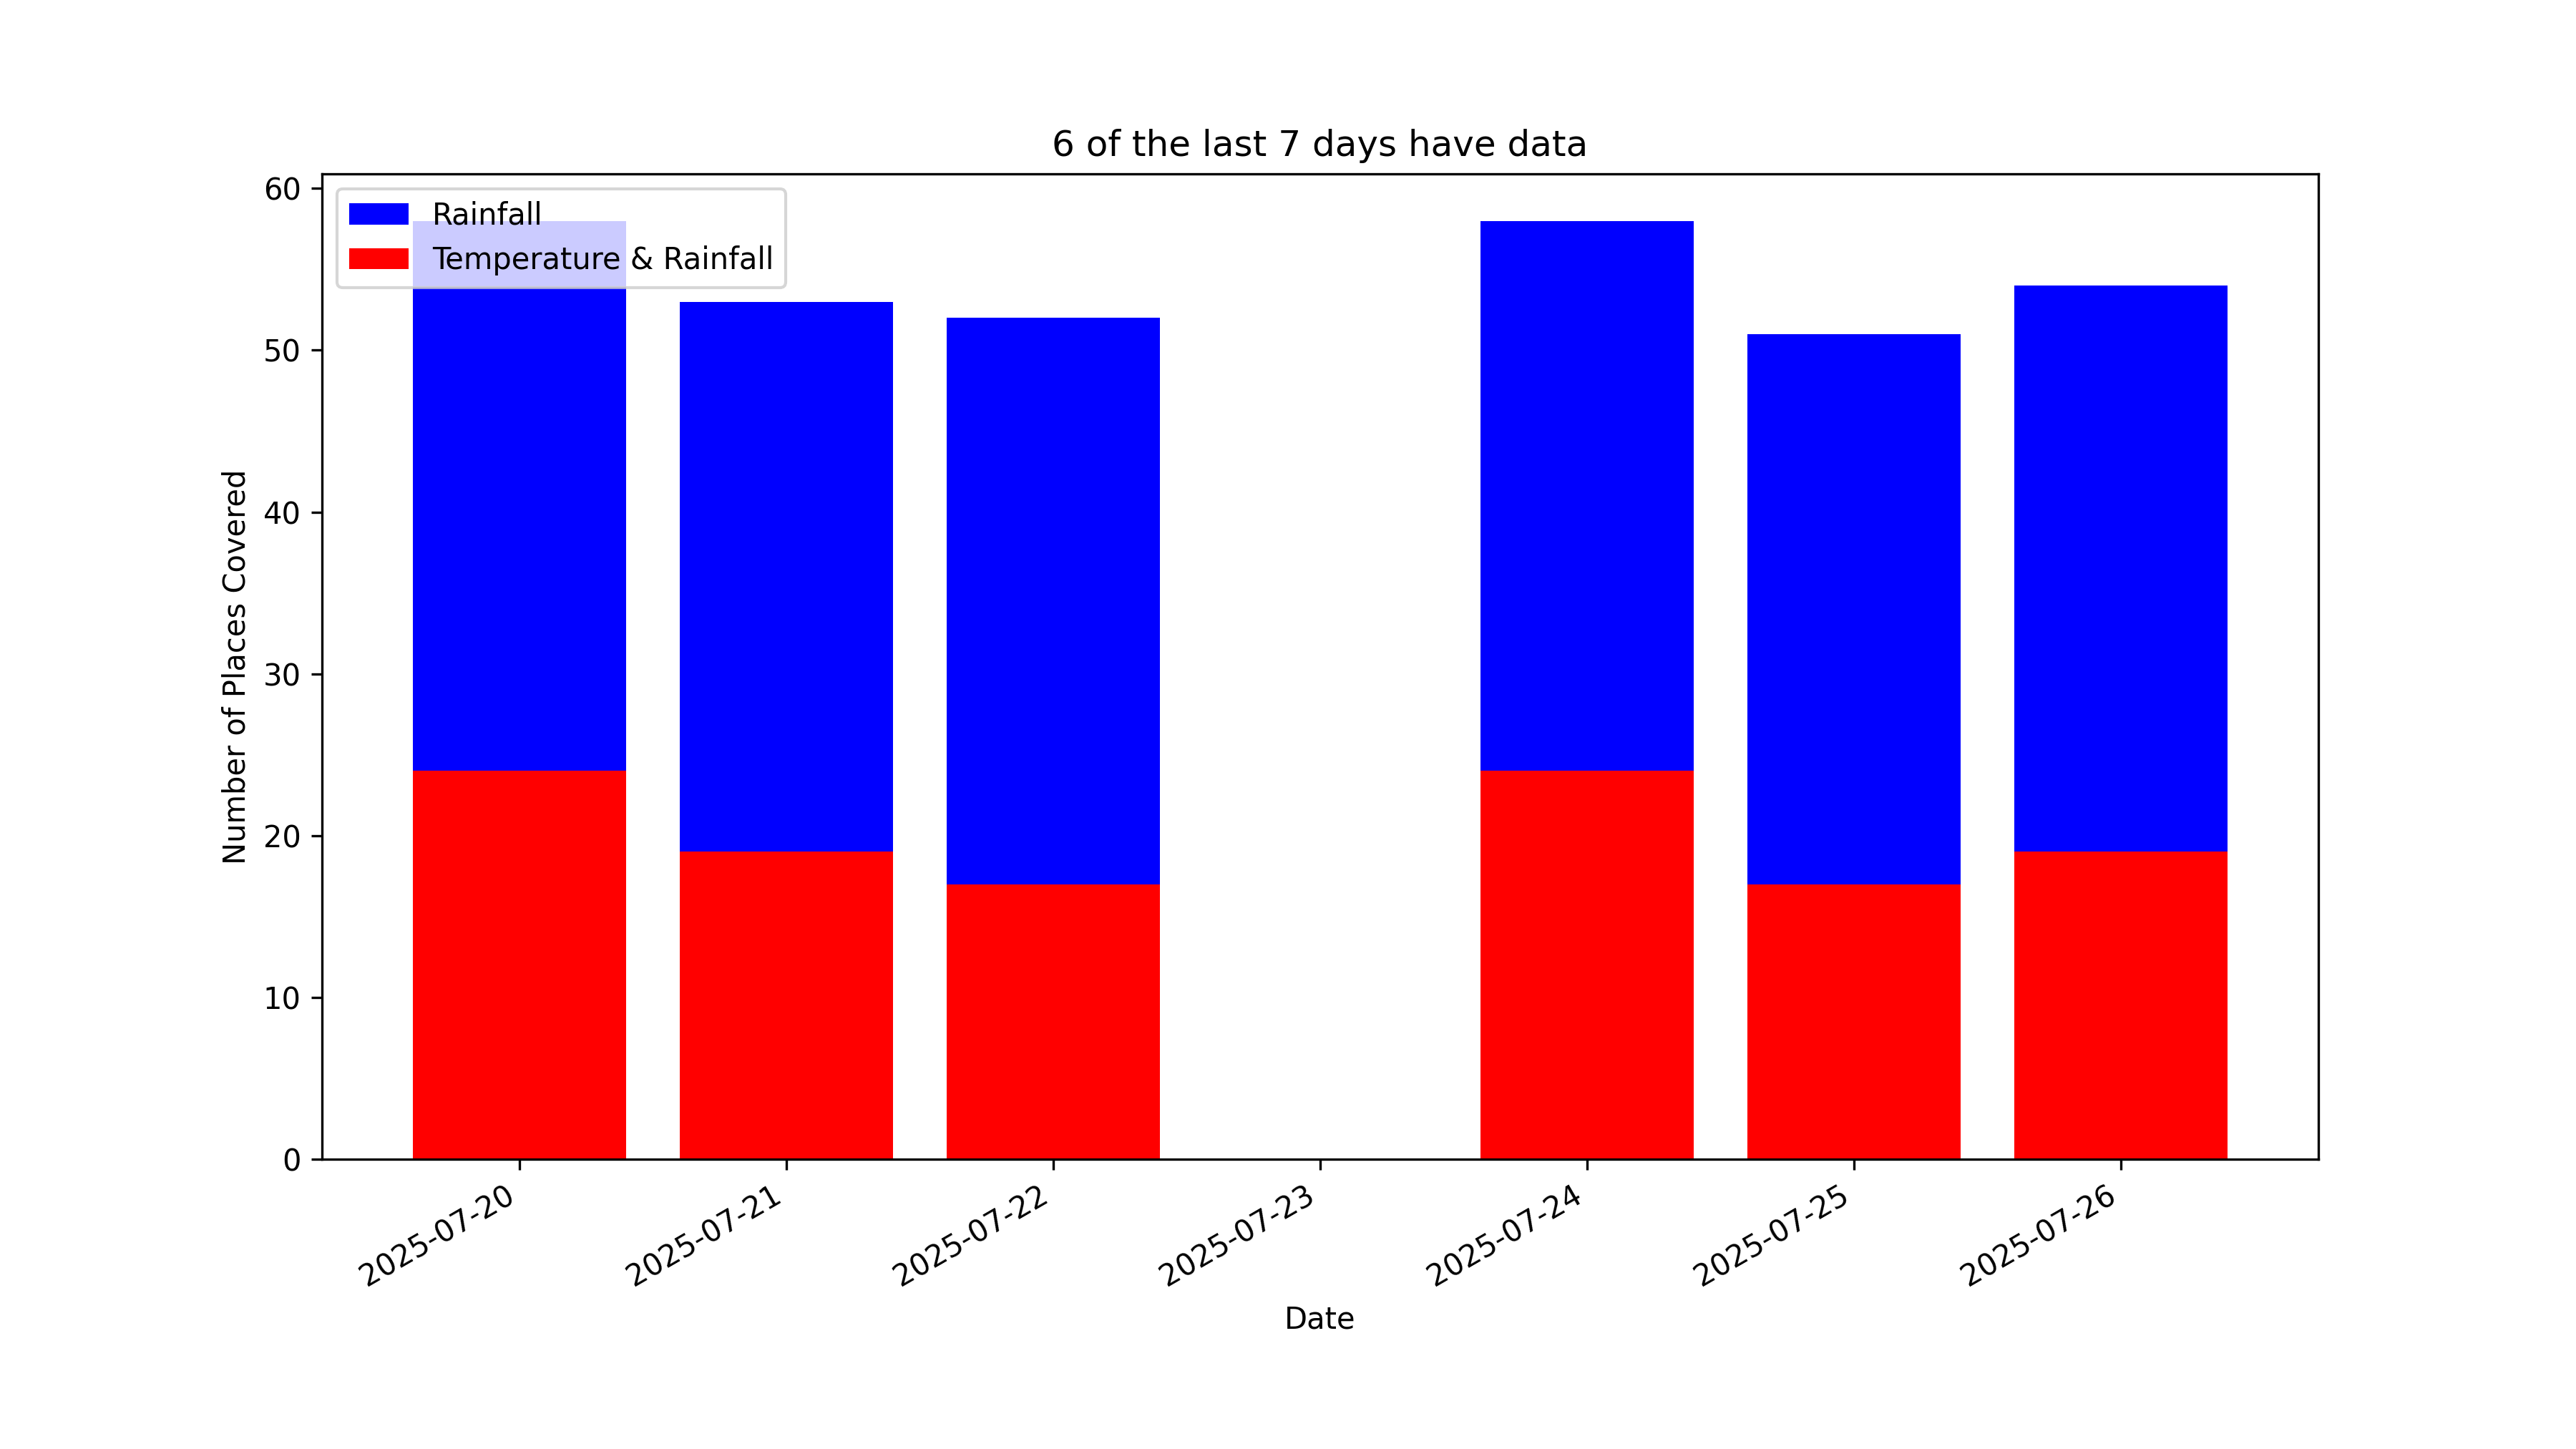 6 of the last 7 days have data
Rainfall
Temperature & Rainfall
Number of Places Covered
60
50
40
30
20
10
0
2025-07-20
2025-07-21
2025-07-22
2025-07-23
2025-07-24
2025-07-25
2025-07-26
Date